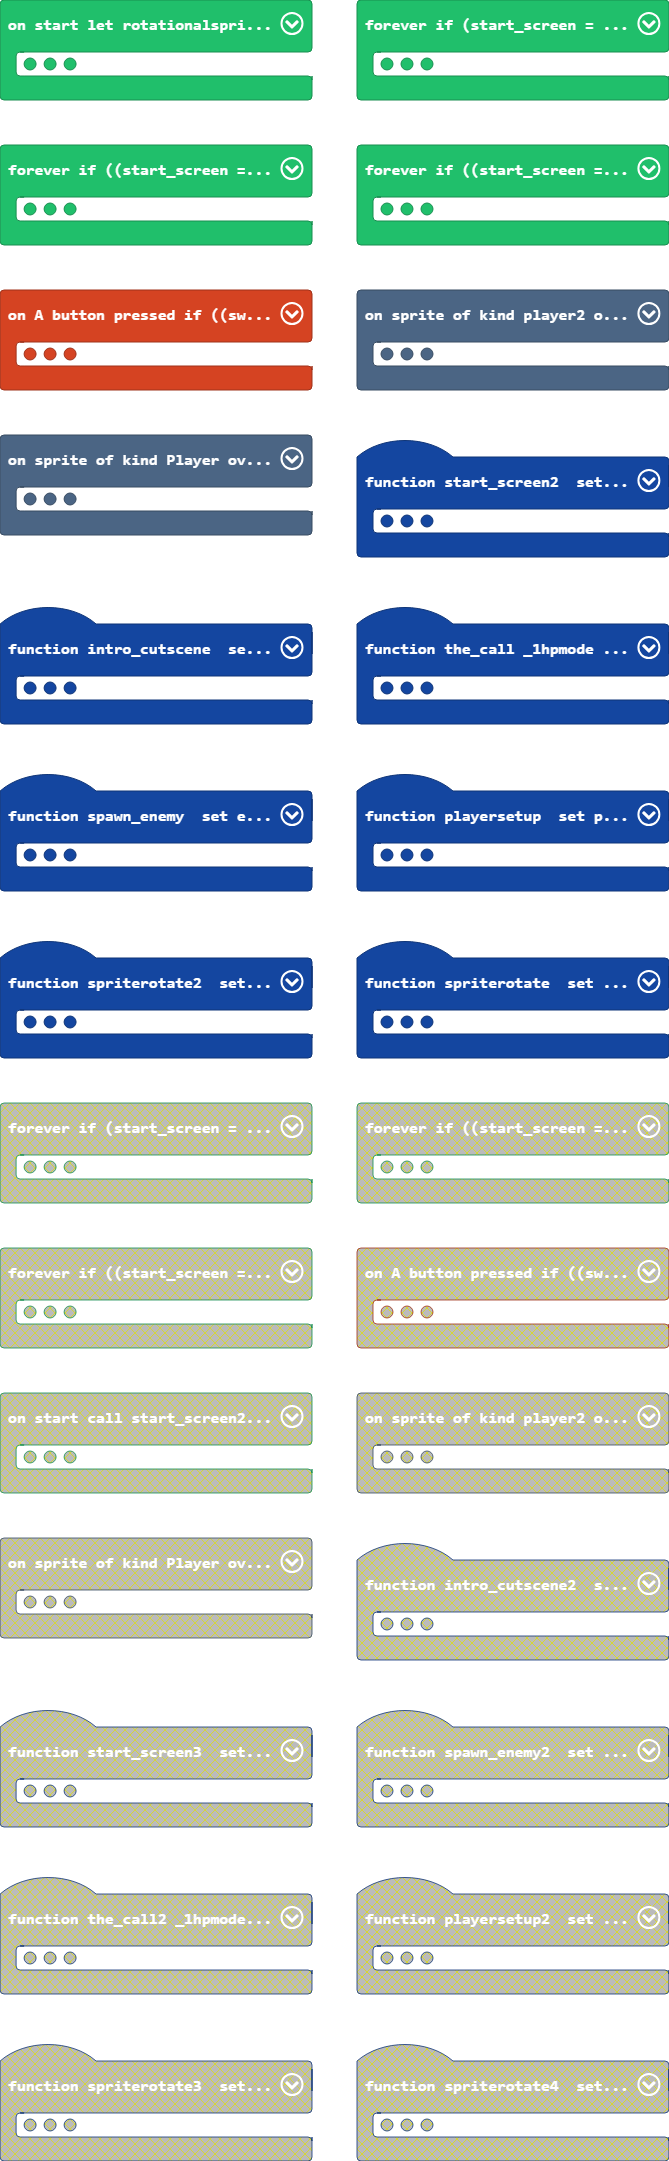 on start let rotationalspri...
forever if (start_screen = ...
forever if ((start_screen =...
forever if ((start_screen =...
on A button pressed if ((sw...
on sprite of kind player2 o...
on sprite of kind Player ov...
function start_screen2 set...
function intro_cutscene se...
function the_call _1hpmode ...
function spawn_enemy set e...
function playersetup set p...
function spriterotate2 set...
function spriterotate set ...
forever if (start_screen = ...
forever if ((start_screen =...
forever if ((start_screen =...
on A button pressed if ((sw...
on start call start_screen2...
on sprite of kind player2 o...
on sprite of kind Player ov...
function intro_cutscene2 s...
function start_screen3 set...
function spawn_enemy2 set ...
function the_call2 _1hpmode...
function playersetup2 set ...
function spriterotate3 set...
function spriterotate4 set...